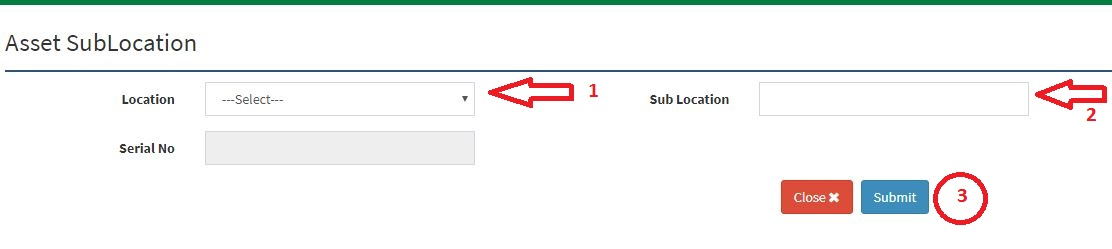 Asset SubLocation
Location ---Select--- 1 Sub Location 2
Serial No
Close ✖ Submit 3